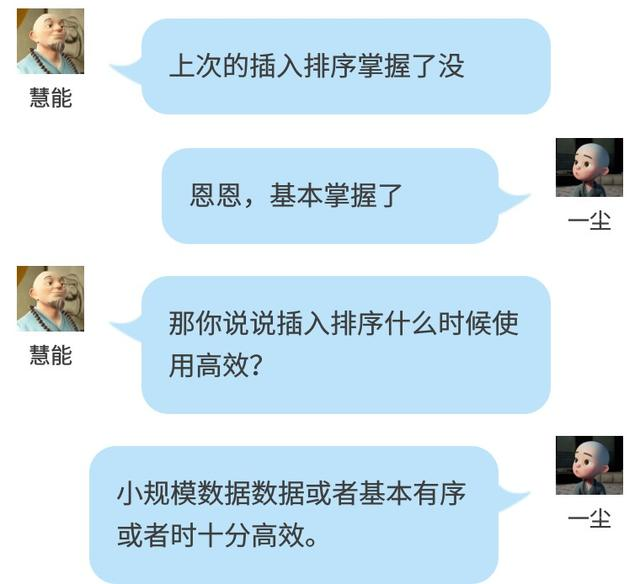 上次的插入排序掌握了没
慧能
恩恩，基本掌握了
一尘
那你说说插入排序什么时候使
用高效？
慧能
小规模数据数据或者基本有序
或者时十分高效。
一尘